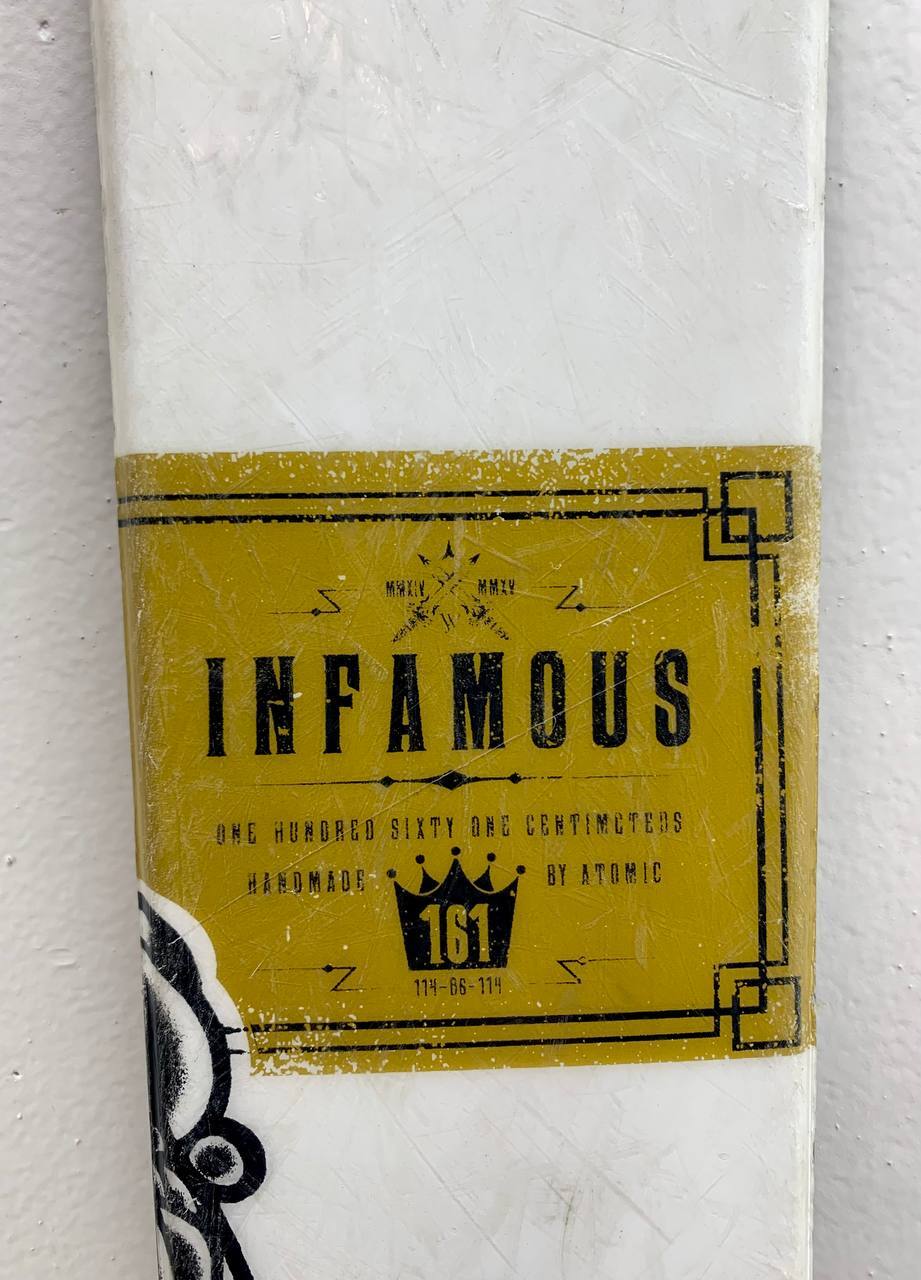 MMXIV MMXV
INFAMOUS
ONE HUNDRED SIXTY ONE CENTIMETERS
HANDMADE BY ATOMIC
161
114-86-114